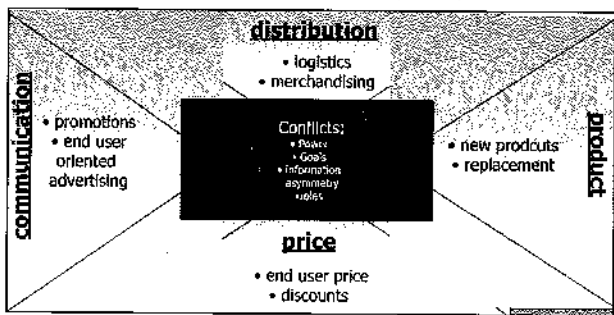 distribution
• logistics
• merchandising
communication
• promotions
• end user
oriented
advertising
Conflicts:
• Power
• Goals
• information
asymmetry
• new prodcuts
• replacement
product
price
• end user price
• discounts